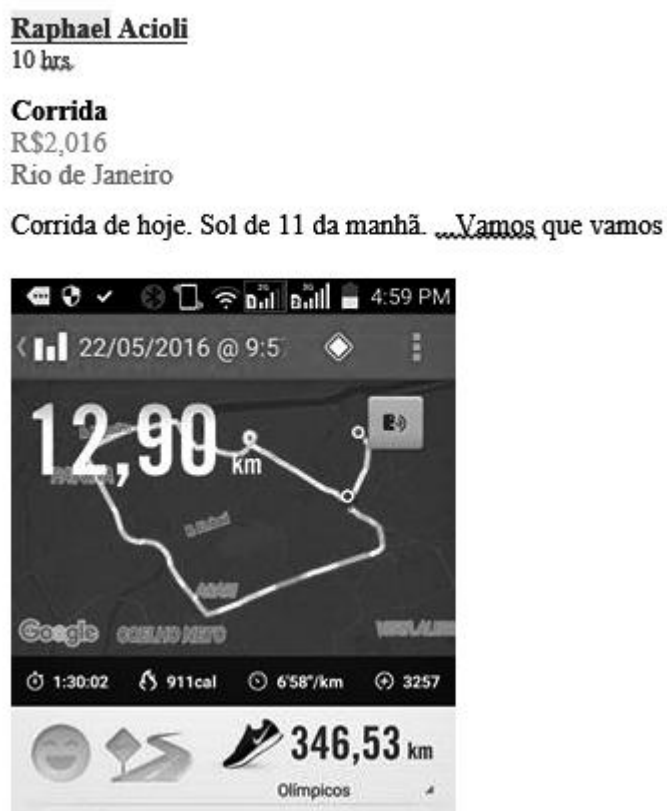 Raphael Acioli
10 hrs.
Corrida
R$2,016
Rio de Janeiro
Corrida de hoje. Sol de 11 da manhã. ...Vamos que vamos
4:59 PM
22/05/2016 @ 9:5
12,90 km
Google
COELHO NETO
1:30:02 911cal 6'58"/km 3257
346,53 km
Olímpicos